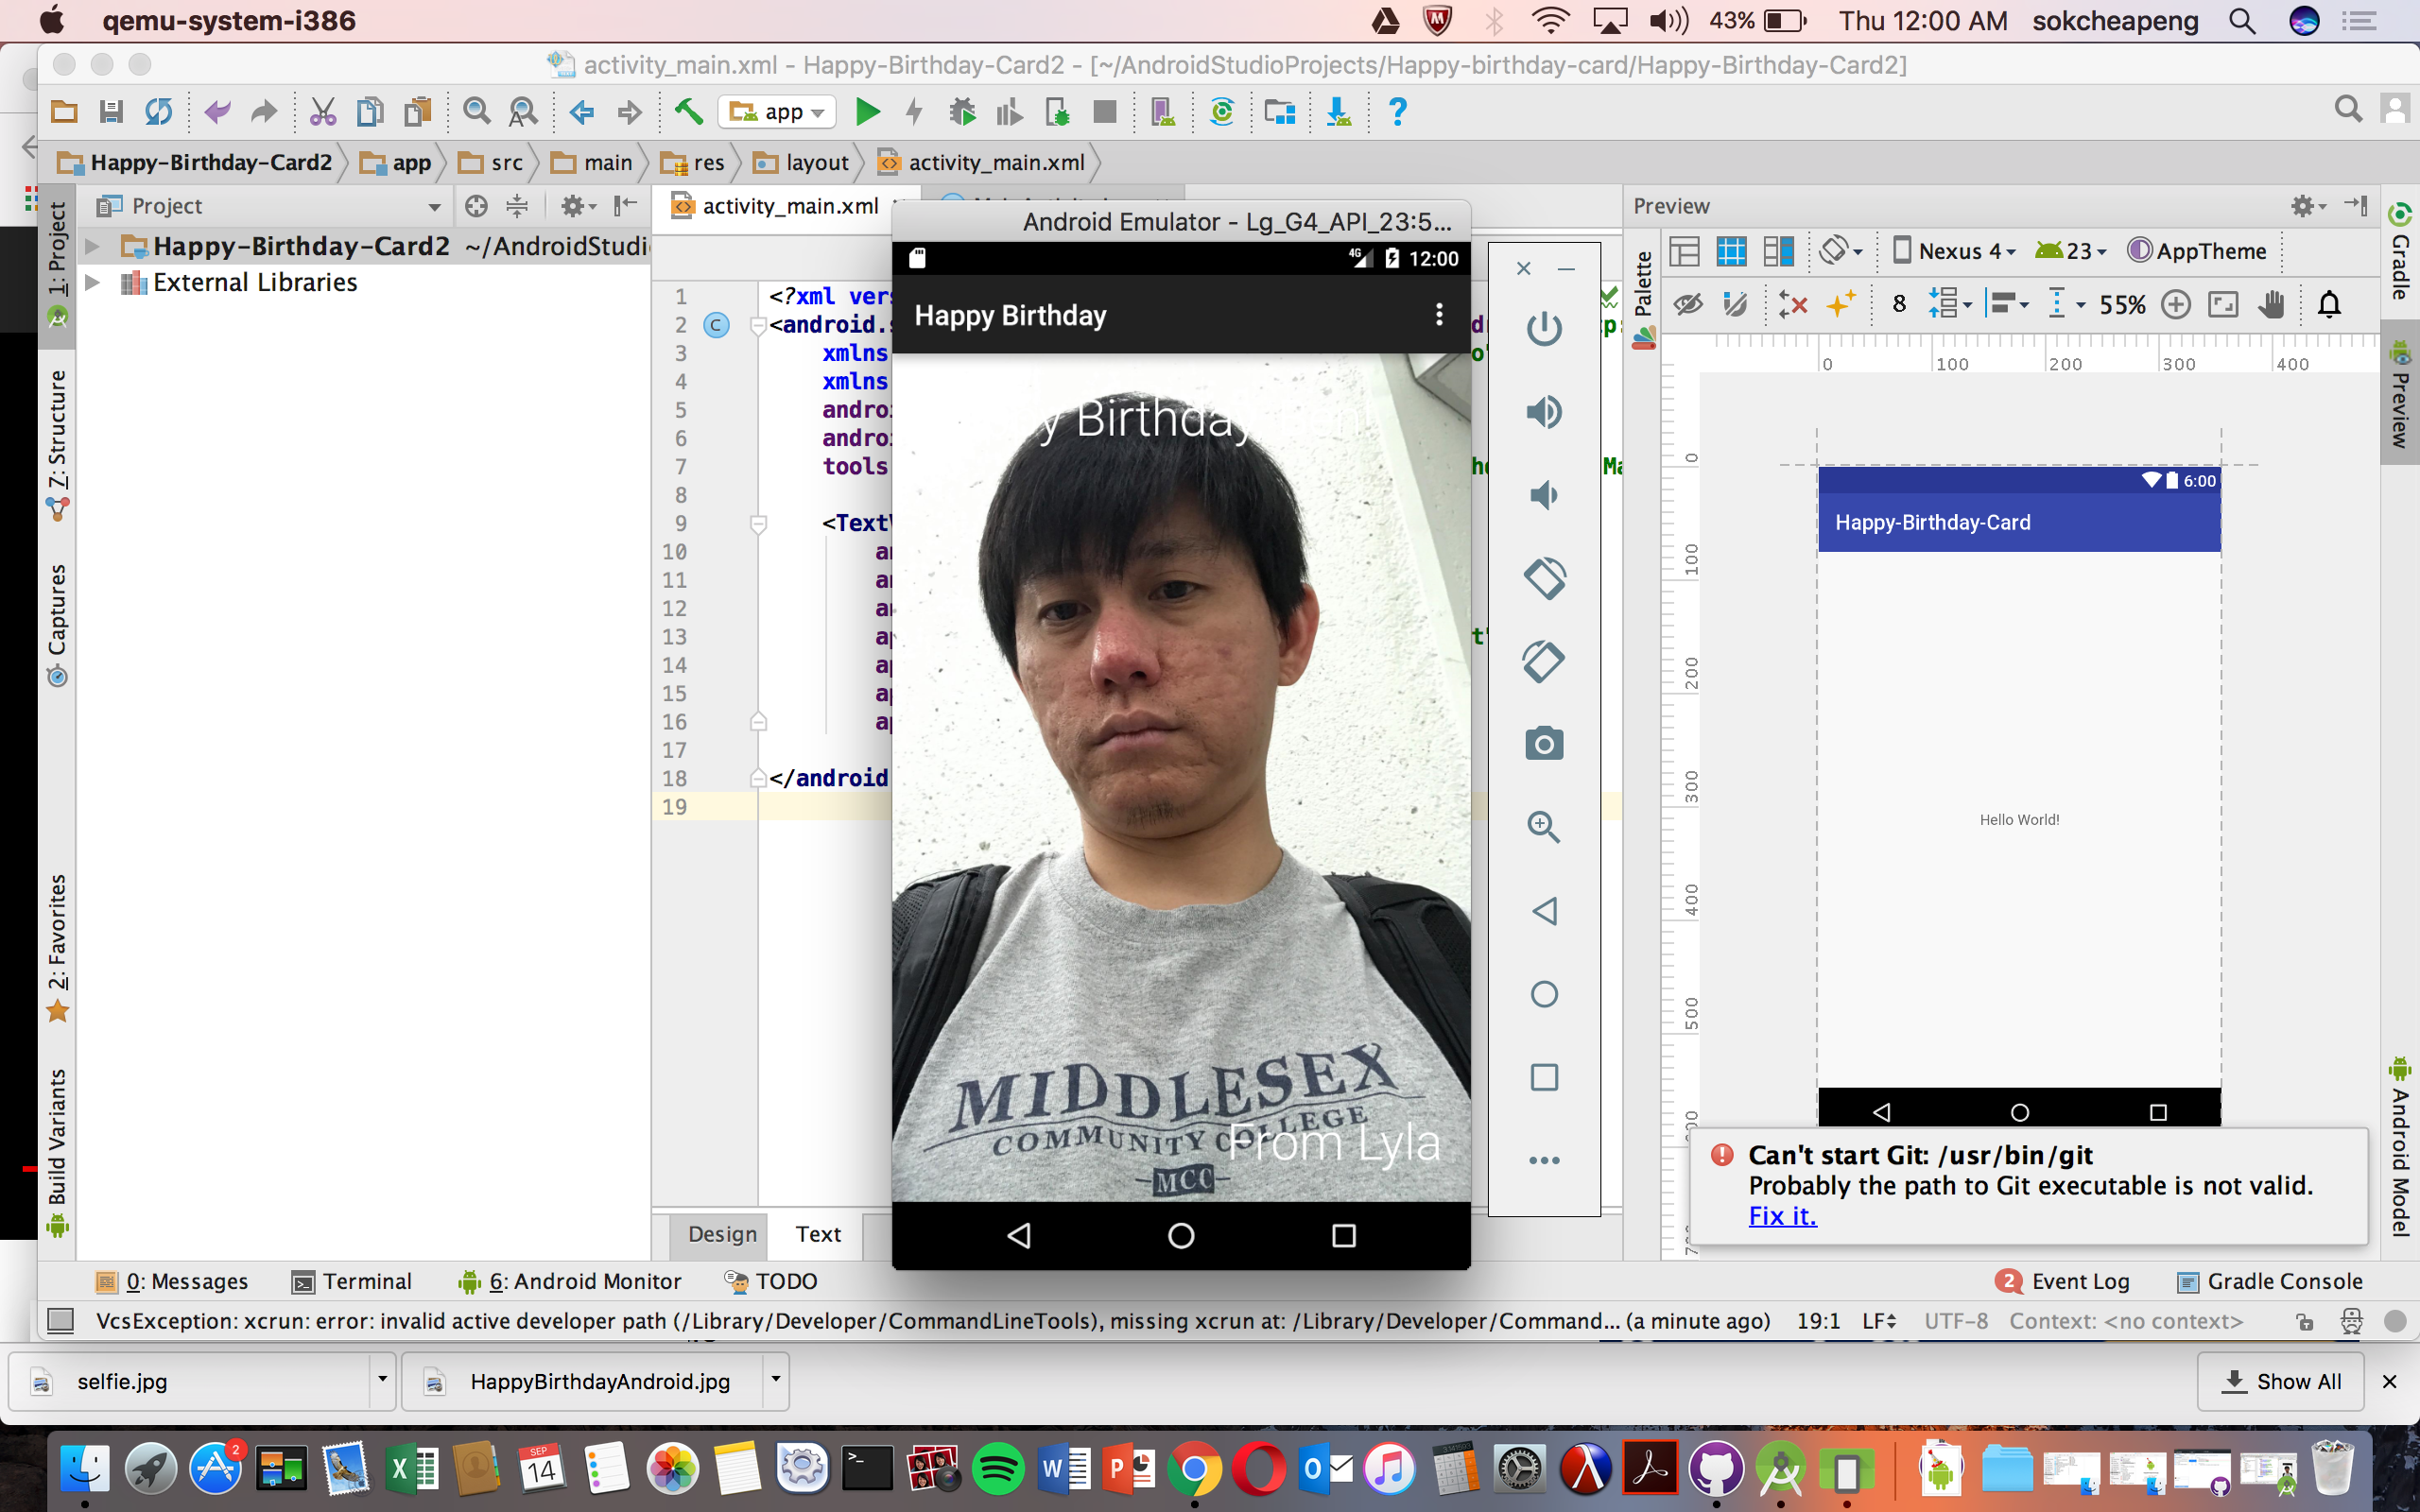 qemu-system-i386
43%
Thu 12:00 AM
sokcheapeng
activity_main.xml - Happy-Birthday-Card2 - [~/AndroidStudioProjects/Happy-birthday-card/Happy-Birthday-Card2]
app
Happy-Birthday-Card2
app
src
main
res
layout
activity_main.xml
1: Project
Project
activity_main.xml
Happy-Birthday-Card2 ~/AndroidStudi
External Libraries
7: Structure
Captures
2: Favorites
Build Variants
1 <?xml
2 <android.
3 xmlns
4 xmlns
5
6
7 tools
8
9
10
11
12
13
14
15
16
17
18 </android
19
Design
Text
Android Emulator - Lg_G4_API_23:5...
4G
12:00
Happy Birthday
Birthday
MIDDLESEX
COMMUNITY COLLEGE
MCC
From Lyla
Preview
Palette
Nexus 4
23
AppTheme
8
55%
0 100 200 300 400
0
100
200
300
400
500
6:00
Happy-Birthday-Card
Hello World!
Gradle
Preview
Android Model
Can't start Git: /usr/bin/git
Probably the path to Git executable is not valid.
Fix it.
0: Messages
Terminal
6: Android Monitor
TODO
2 Event Log
Gradle Console
VcsException: xcrun: error: invalid active developer path (/Library/Developer/CommandLineTools), missing xcrun at: /Library/Developer/Command... (a minute ago)
19:1
LF
UTF-8
Context: <no context>
selfie.jpg
HappyBirthdayAndroid.jpg
Show All
2
SEP
14